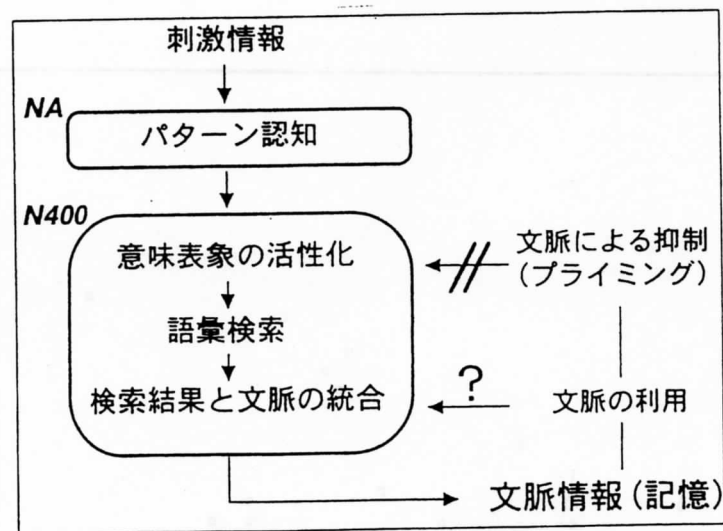 刺激情報
NA
パターン認知
N400
意味表象の活性化
文脈による抑制
(プライミング)
語彙検索
?
検索結果と文脈の統合
文脈の利用
文脈情報(記憶)